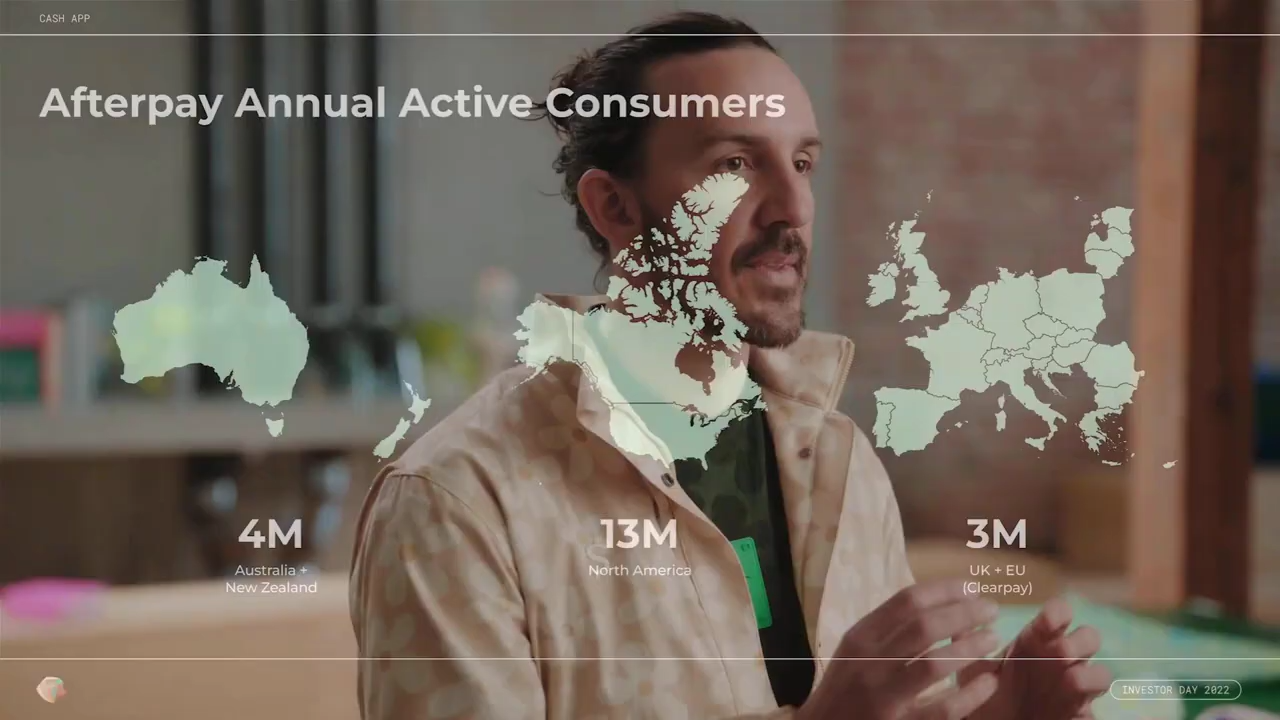 CASH APP
Afterpay Annual Active Consumers
4M
Australia +
New Zealand
13M
North America
3M
UK + EU
(Clearpay)
INVESTOR DAY 2022